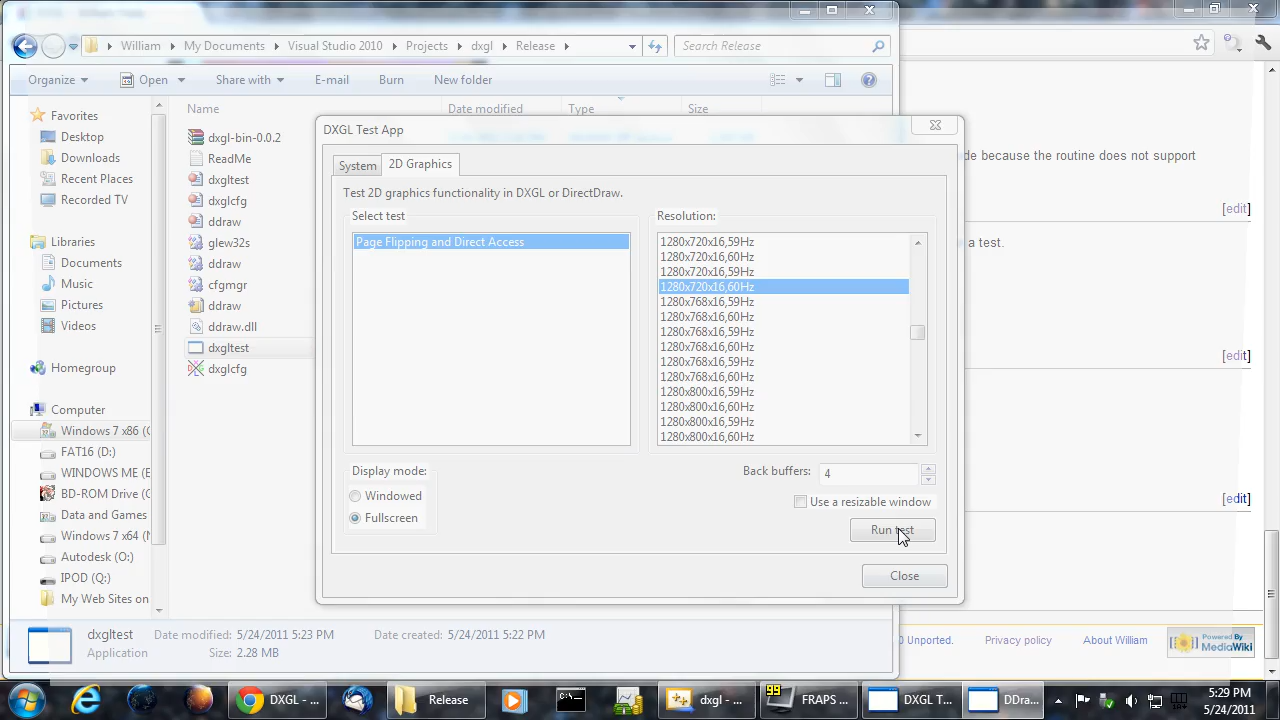 William ▸ My Documents ▸ Visual Studio 2010 ▸ Projects ▸ dxgl ▸ Release ▸
Search Release
Organize Open Share with E-mail Burn New folder
Name Date modified Type Size
Favorites
Desktop
Downloads
Recent Places
Recorded TV
Libraries
Documents
Music
Pictures
Videos
Homegroup
Computer
Windows 7 x86 (C
FAT16 (D:)
WINDOWS ME (E
BD-ROM Drive (
Data and Games
Windows 7 x64 (
Autodesk (O:)
IPOD (Q:)
My Web Sites on
dxgl-bin-0.0.2
ReadMe
dxgltest
dxglcfg
ddraw
glew32s
ddraw
cfgmgr
ddraw
ddraw.dll
dxgltest
dxglcfg
DXGL Test App
System 2D Graphics
Test 2D graphics functionality in DXGL or DirectDraw.
Select test
Page Flipping and Direct Access
Resolution:
1280x720x16,59Hz
1280x720x16,60Hz
1280x720x16,59Hz
1280x720x16,60Hz
1280x768x16,59Hz
1280x768x16,60Hz
1280x768x16,59Hz
1280x768x16,60Hz
1280x768x16,59Hz
1280x768x16,60Hz
1280x800x16,59Hz
1280x800x16,60Hz
1280x800x16,59Hz
1280x800x16,60Hz
Display mode:
Windowed
Fullscreen
Back buffers: 4
Use a resizable window
Run test
Close
de because the routine does not support
[edit]
a test.
[edit]
[edit]
0 Unported. Privacy policy About William Powered By MediaWiki
dxgltest Date modified: 5/24/2011 5:23 PM Date created: 5/24/2011 5:22 PM
Application Size: 2.28 MB
DXGL - ... Release dxgl - ... 99 FRAPS ... DXGL T... DDra...
5:29 PM
5/24/2011